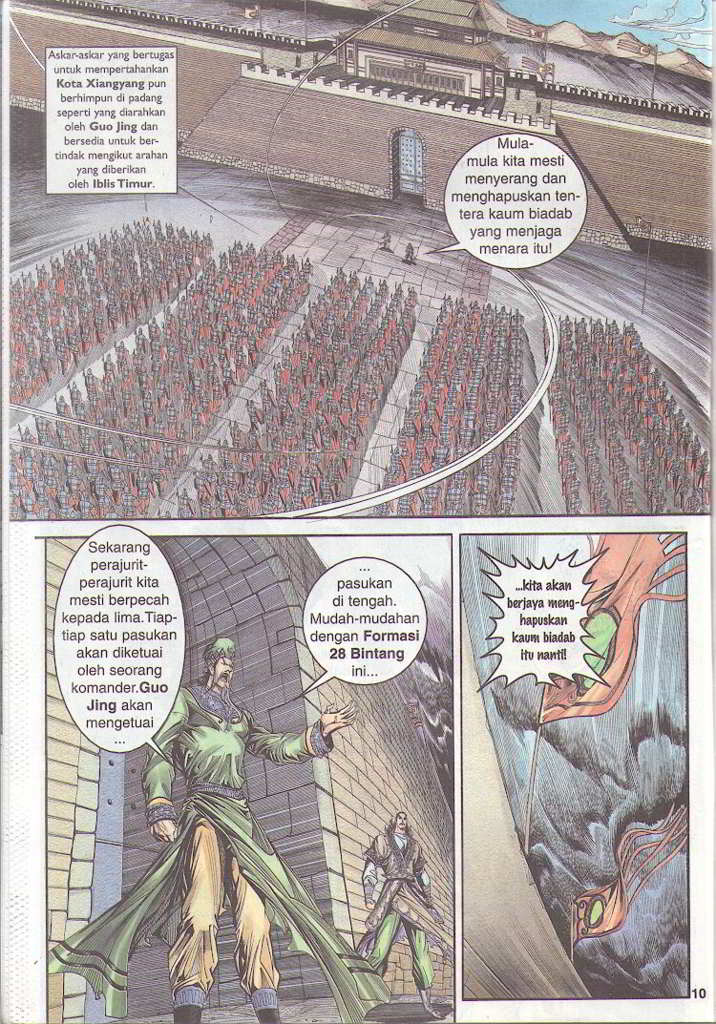 Askar-askar yang bertugas
untuk mempertahankan
Kota Xiangyang pun
berhimpun di padang
seperti yang diarahkan
oleh Guo Jing dan
bersedia untuk ber-
tindak mengikut arahan
yang diberikan
oleh Iblis Timur.
Mula-
mula kita mesti
menyerang dan
menghapuskan ten-
tera kaum biadab
yang menjaga
menara itu!
Sekarang
perajurit-
perajurit kita
mesti berpecah
kepada lima.Tiap-
tiap satu pasukan
akan diketuai
oleh seorang
komander.Guo
Jing akan
mengetuai
...
...
pasukan
di tengah.
Mudah-mudahan
dengan Formasi
28 Bintang
ini...
...kita akan
berjaya meng-
hapuskan
kaum biadab
itu nanti!
10